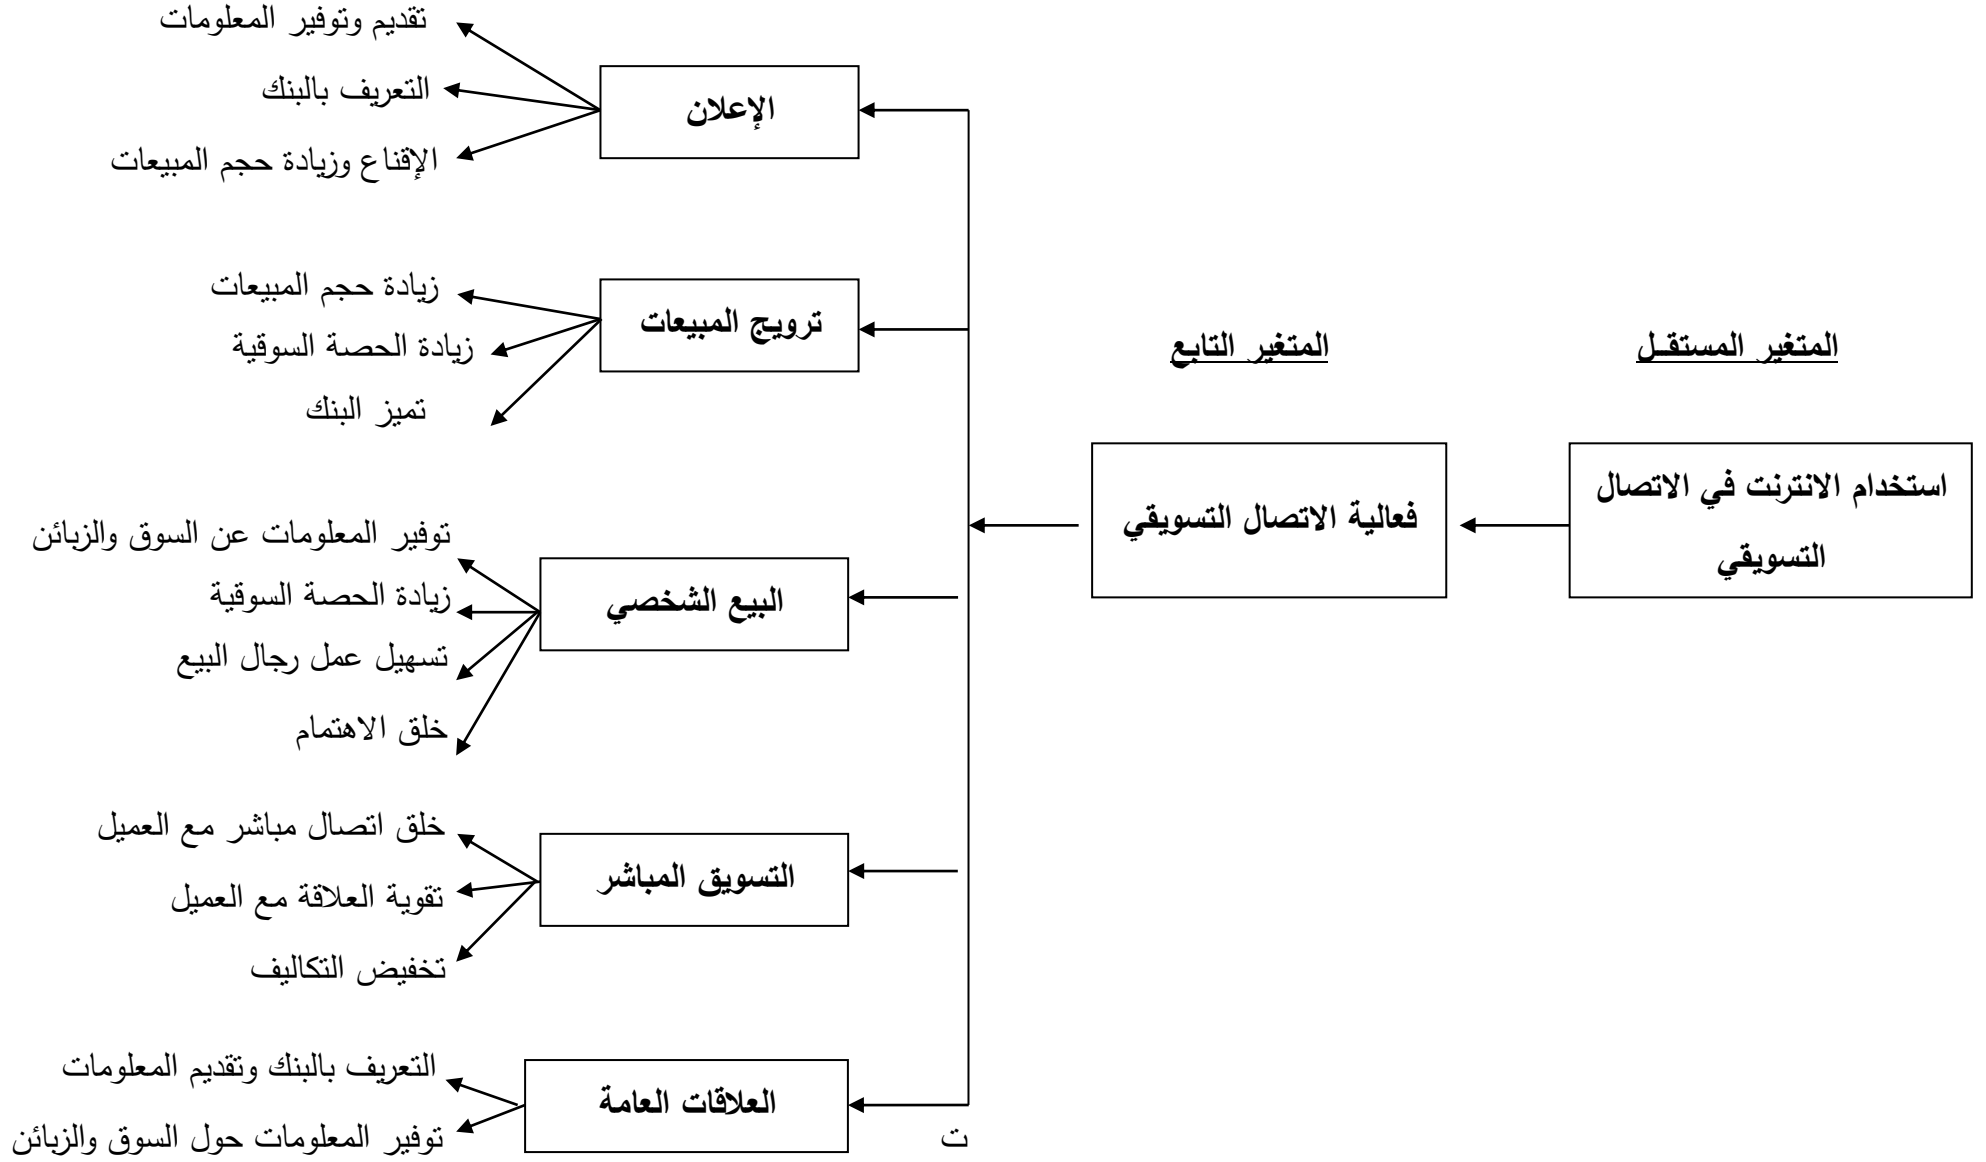 المتغير المستقـل
المتغير التابع
استخدام الانترنت في الاتصال
التسويقي
فعالية الاتصال التسويقي
الإعلان
تقديم وتوفير المعلومات
التعريف بالبنك
الإقناع وزيادة حجم المبيعات
ترويج المبيعات
زيادة حجم المبيعات
زيادة الحصة السوقية
تميز البنك
البيع الشخصي
توفير المعلومات عن السوق والزبائن
زيادة الحصة السوقية
تسهيل عمل رجال البيع
خلق الاهتمام
التسويق المباشر
خلق اتصال مباشر مع العميل
تقوية العلاقة مع العميل
تخفيض التكاليف
العلاقات العامة
التعريف بالبنك وتقديم المعلومات
توفير المعلومات حول السوق والزبائن
ت